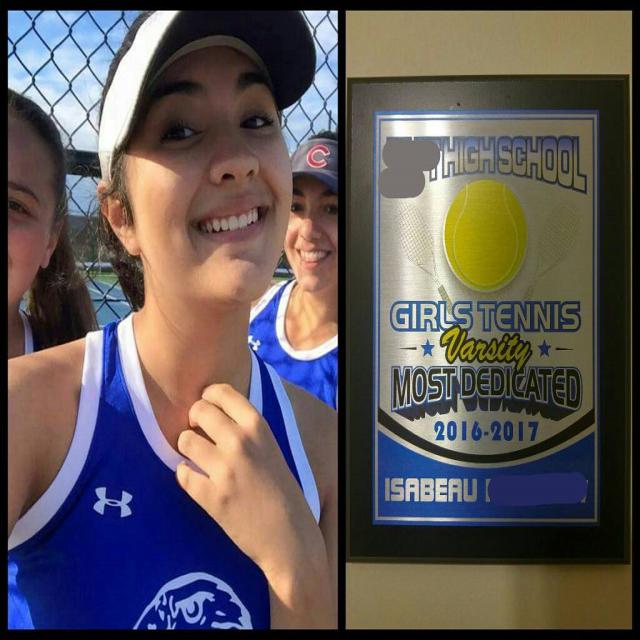 C
HIGH SCHOOL
GIRLS TENNIS
Varsity
MOST DEDICATED
2016-2017
ISABEAU